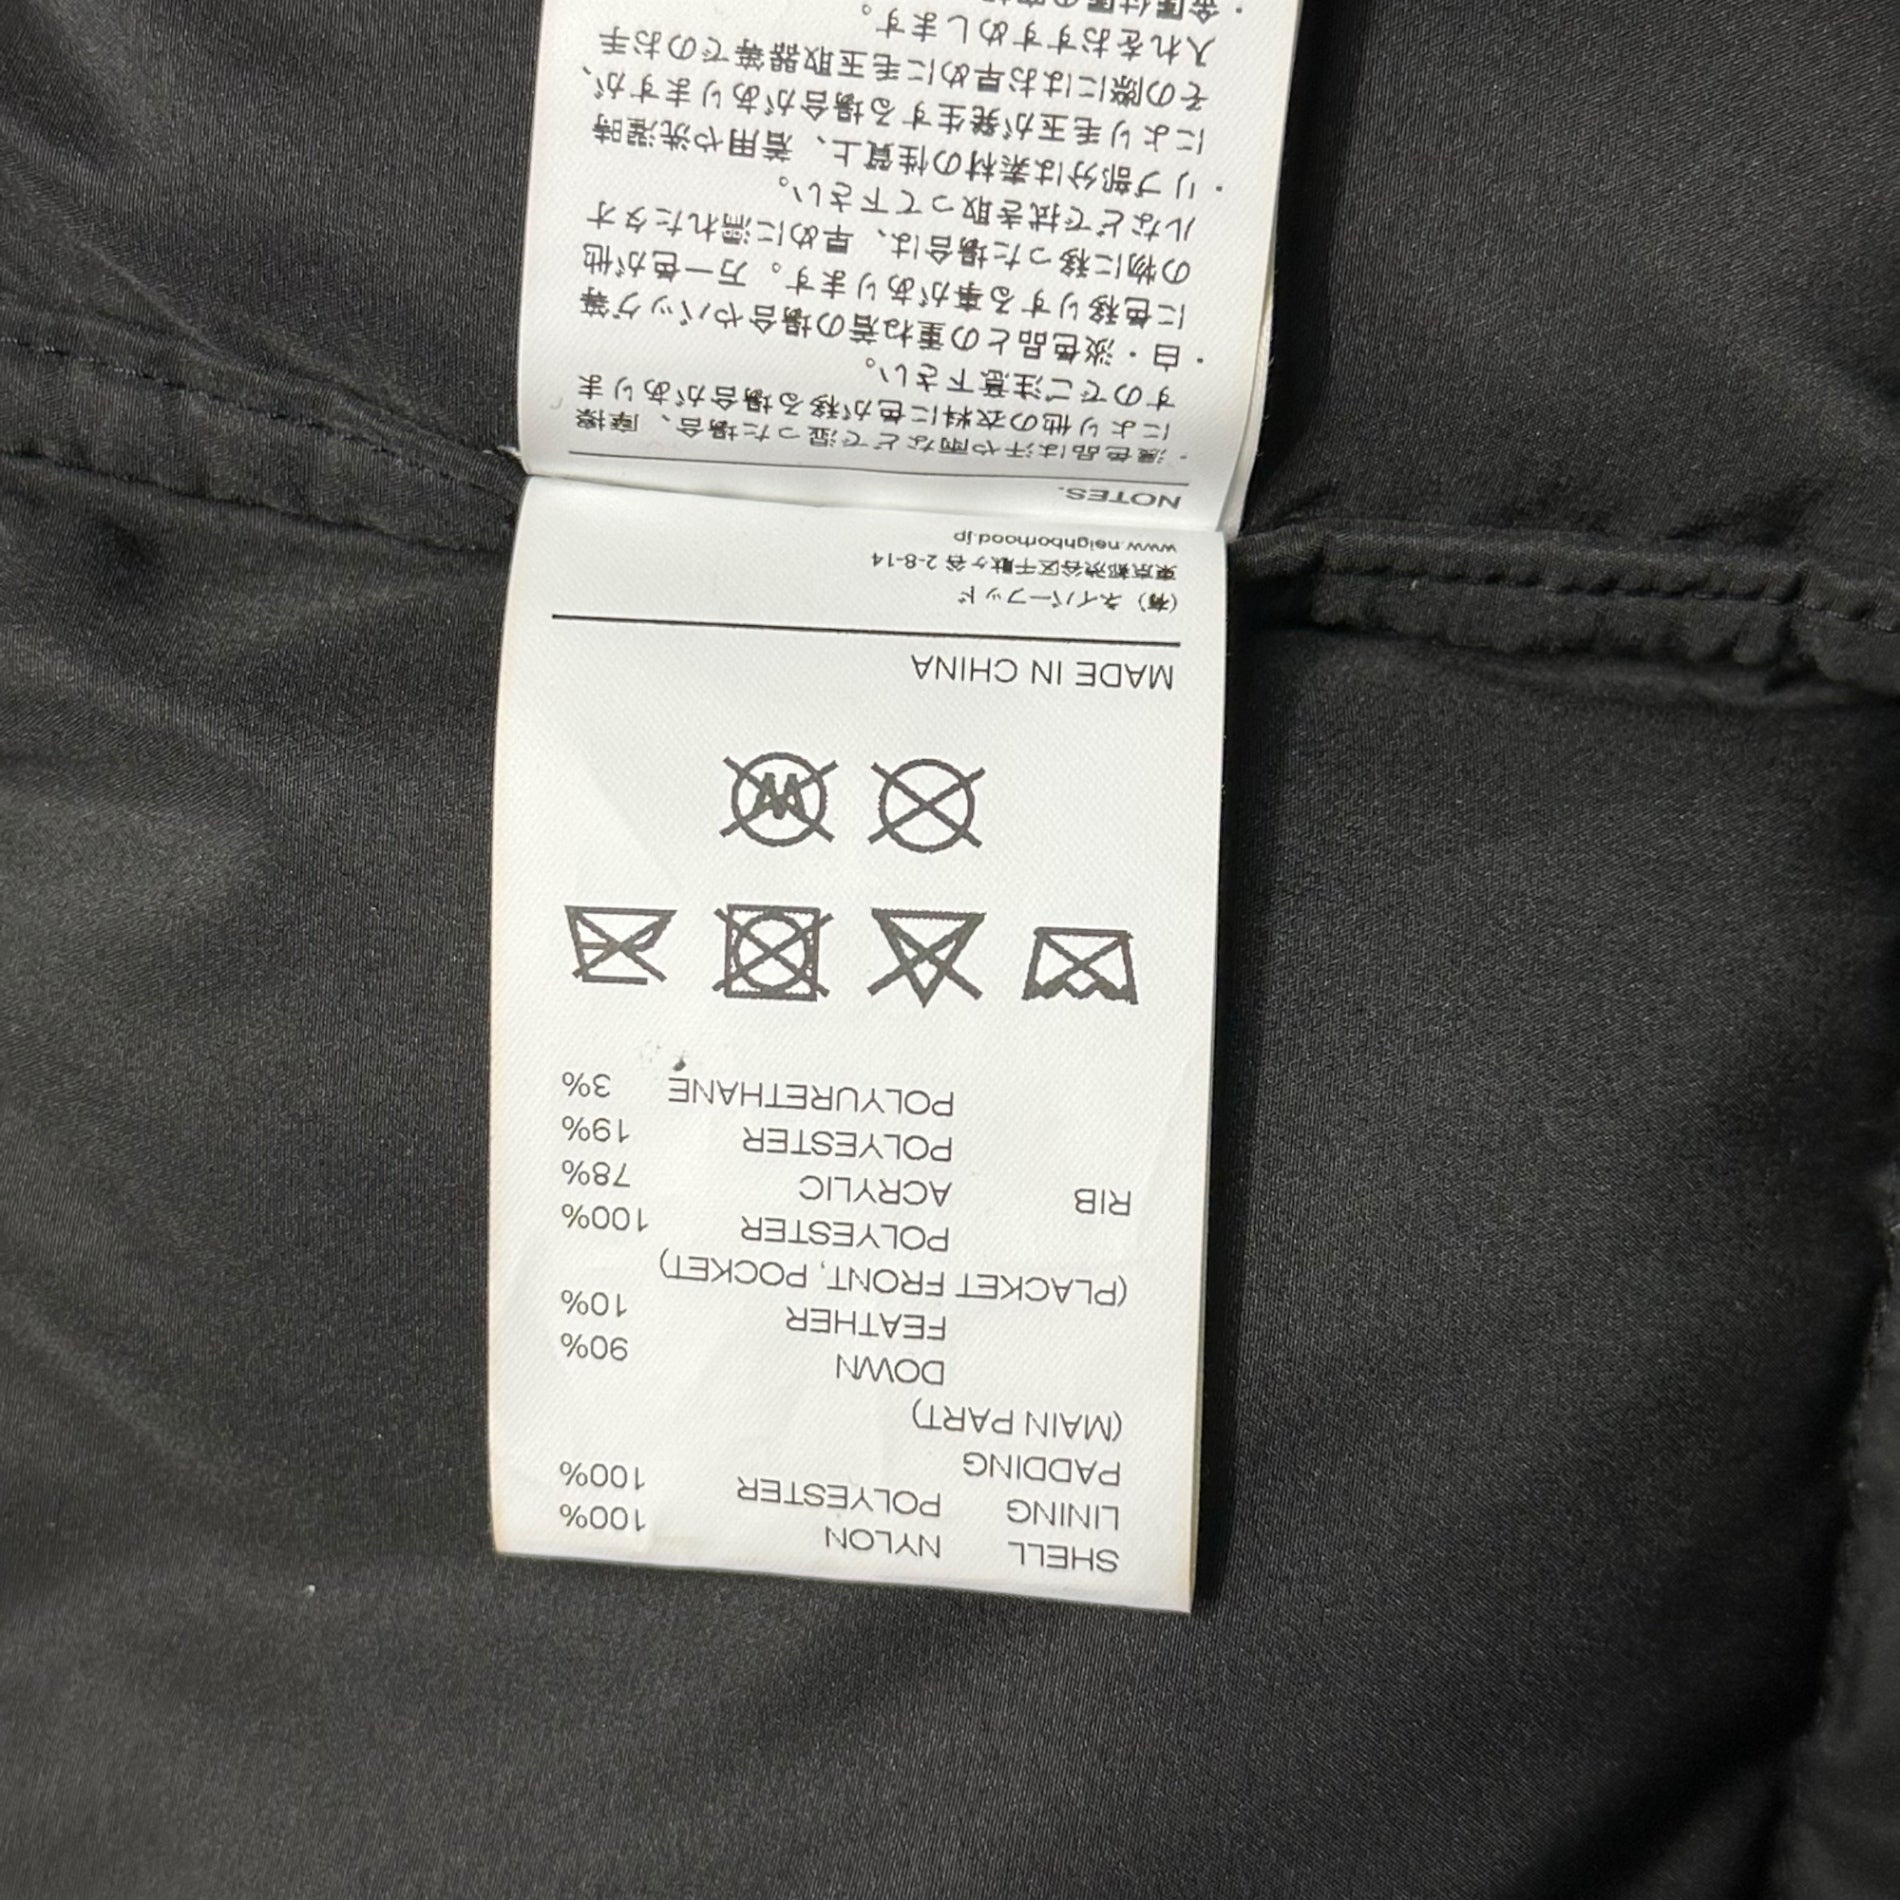 SHELL NYLON 100%
LINING POLYESTER 100%
PADDING
(MAIN PART)
DOWN 90%
FEATHER 10%
(PLACKET FRONT, POCKET)
POLYESTER 100%
RIB ACRYLIC 78%
POLYESTER 19%
POLYURETHANE 3%
W
MADE IN CHINA
(有) ネイバーフッド
東京都渋谷区千駄ヶ谷 2-8-14
www.neighborhood.jp
NOTES.
・濃色品は汗や雨などで湿った場合、摩擦
により他の衣料に色が移る場合がありま
すのでご注意下さい。
・白・淡色品との重ね着の場合やバッグ等
に色移りする事があります。万一色が他
の物に移った場合は、早めに濡れたタオ
ルなどで拭き取って下さい。
・リブ部分は素材の性質上、着用や洗濯時
により毛玉が発生する場合がありますが、
その際にはお早めに毛玉取器等でのお手
入れをおすすめします。